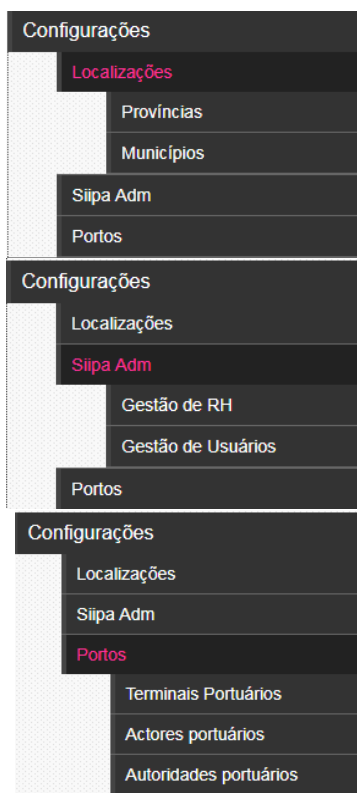 Configurações
Localizações
Províncias
Municípios
Siipa Adm
Portos
Configurações
Localizações
Siipa Adm
Gestão de RH
Gestão de Usuários
Portos
Configurações
Localizações
Siipa Adm
Portos
Terminais Portuários
Actores portuários
Autoridades portuários